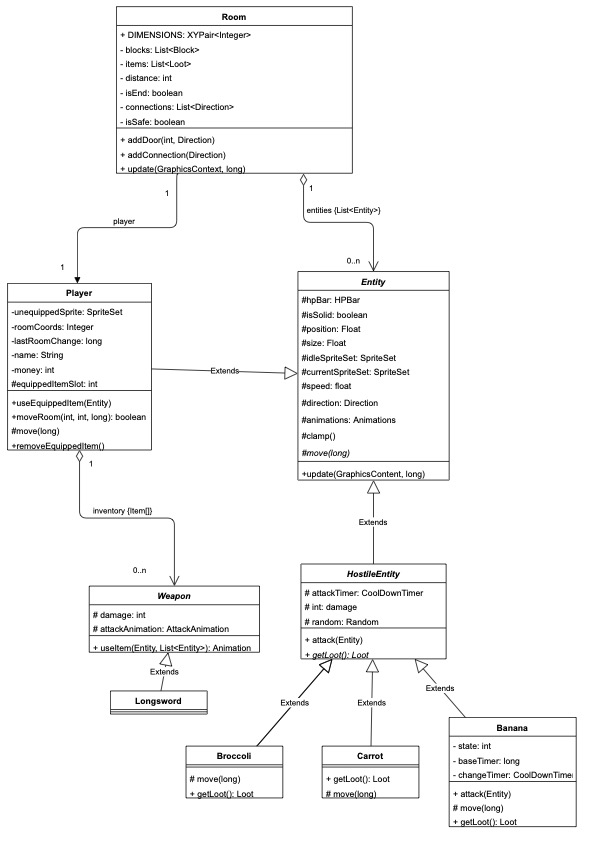 Room
+ DIMENSIONS: XYPair<Integer>
- blocks: List<Block>
- items: List<Loot>
- distance: int
- isEnd: boolean
- connections: List<Direction>
- isSafe: boolean
+ addDoor(int, Direction)
+ addConnection(Direction)
+ update(GraphicsContext, long)
1
player
1
1
entities {List<Entity>}
0..n
Player
-unequippedSprite: SpriteSet
-roomCoords: Integer
-lastRoomChange: long
-name: String
-money: int
#equippedItemSlot: int
+useEquippedItem(Entity)
+moveRoom(int, int, long): boolean
#move(long)
+removeEquippedItem()
Extends
Entity
#hpBar: HPBar
#isSolid: boolean
#position: Float
#size: Float
#idleSpriteSet: SpriteSet
#currentSpriteSet: SpriteSet
#speed: float
#direction: Direction
#animations: Animations
#clamp()
#move(long)
+update(GraphicsContent, long)
1
inventory {Item[]}
0..n
Extends
Weapon
# damage: int
# attackAnimation: AttackAnimation
+ useItem(Entity, List<Entity>): Animation
Extends
Longsword
HostileEntity
# attackTimer: CoolDownTimer
# int: damage
# random: Random
+ attack(Entity)
+ getLoot(): Loot
Extends
Extends
Extends
Broccoli
# move(long)
+ getLoot(): Loot
Carrot
+ getLoot(): Loot
# move(long)
Banana
- state: int
- baseTimer: long
- changeTimer: CoolDownTimer
+ attack(Entity)
# move(long)
+ getLoot(): Loot